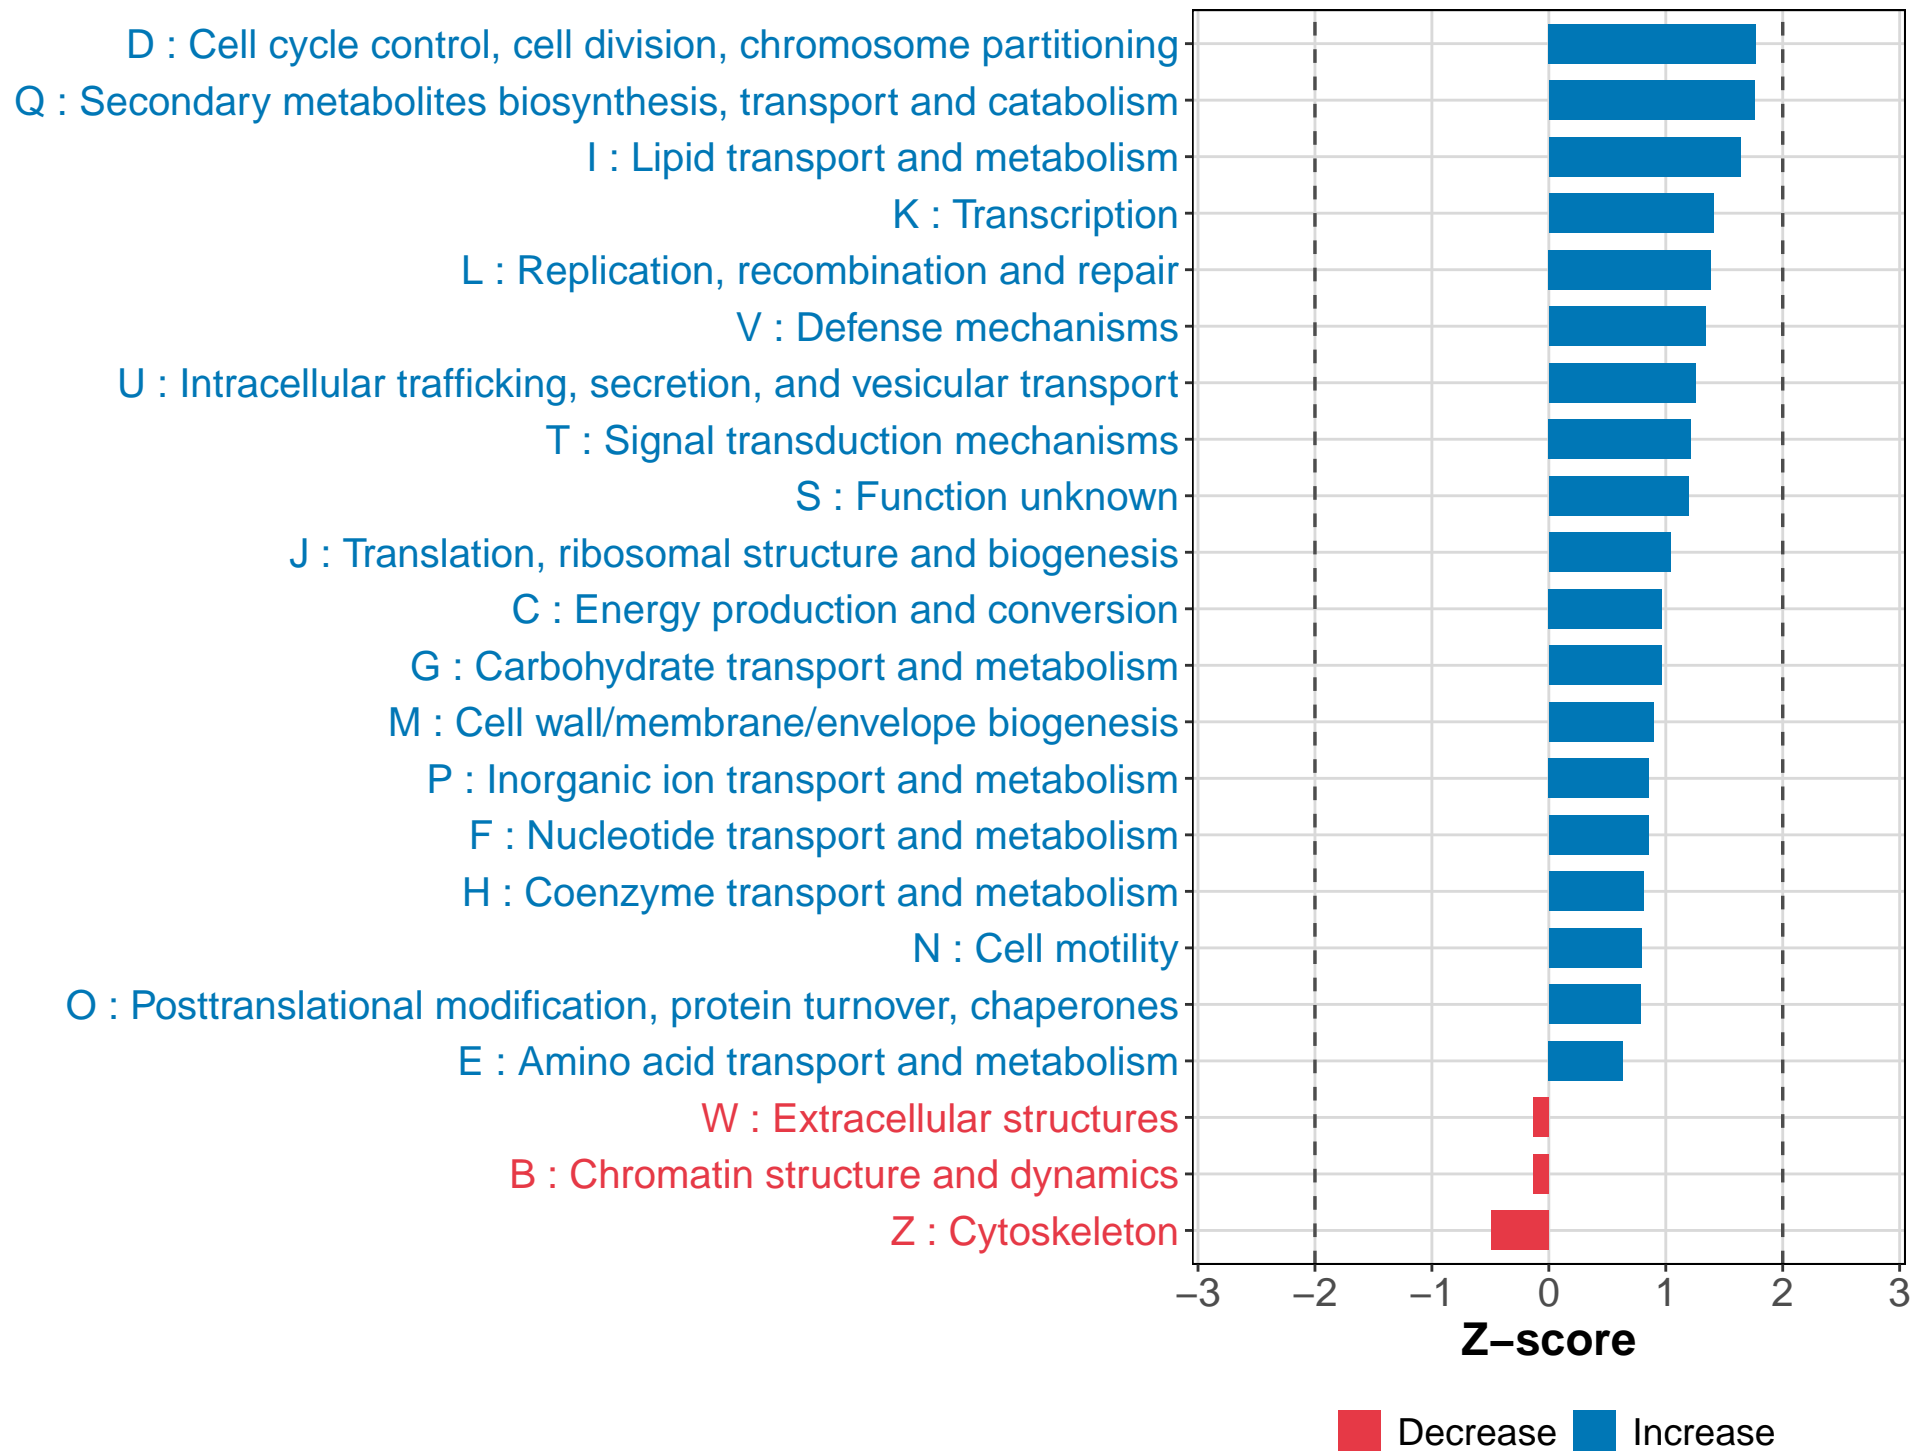 D : Cell cycle control, cell division, chromosome partitioning
Q : Secondary metabolites biosynthesis, transport and catabolism
I : Lipid transport and metabolism
K : Transcription
L : Replication, recombination and repair
V : Defense mechanisms
U : Intracellular trafficking, secretion, and vesicular transport
T : Signal transduction mechanisms
S : Function unknown
J : Translation, ribosomal structure and biogenesis
C : Energy production and conversion
G : Carbohydrate transport and metabolism
M : Cell wall/membrane/envelope biogenesis
P : Inorganic ion transport and metabolism
F : Nucleotide transport and metabolism
H : Coenzyme transport and metabolism
N : Cell motility
O : Posttranslational modification, protein turnover, chaperones
E : Amino acid transport and metabolism
W : Extracellular structures
B : Chromatin structure and dynamics
Z : Cytoskeleton
−3 −2 −1 0 1 2 3
Z−score
Decrease Increase